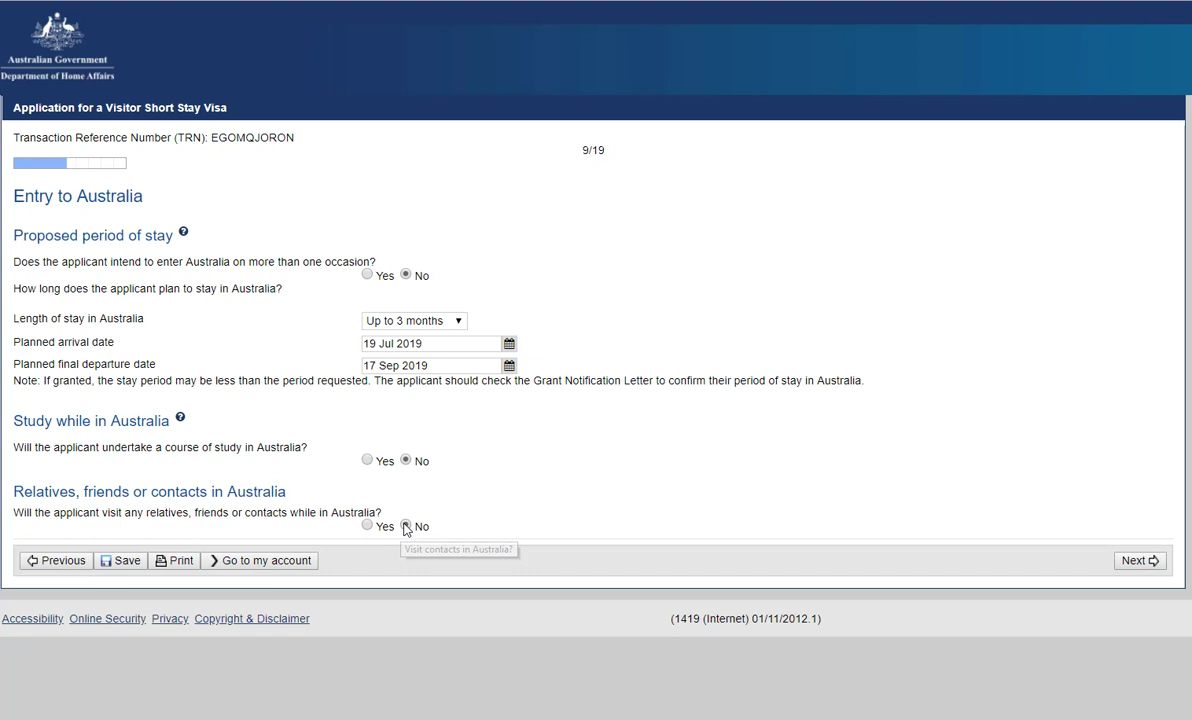 Australian Government
Department of Home Affairs
Application for a Visitor Short Stay Visa
Transaction Reference Number (TRN): EGOMQJORON
9/19
Entry to Australia
Proposed period of stay ?
Does the applicant intend to enter Australia on more than one occasion?
Yes No
How long does the applicant plan to stay in Australia?
Length of stay in Australia Up to 3 months
Planned arrival date 19 Jul 2019
Planned final departure date 17 Sep 2019
Note: If granted, the stay period may be less than the period requested. The applicant should check the Grant Notification Letter to confirm their period of stay in Australia.
Study while in Australia ?
Will the applicant undertake a course of study in Australia?
Yes No
Relatives, friends or contacts in Australia
Will the applicant visit any relatives, friends or contacts while in Australia?
Yes No
Visit contacts in Australia?
Previous Save Print Go to my account Next
Accessibility Online Security Privacy Copyright & Disclaimer (1419 (Internet) 01/11/2012.1)